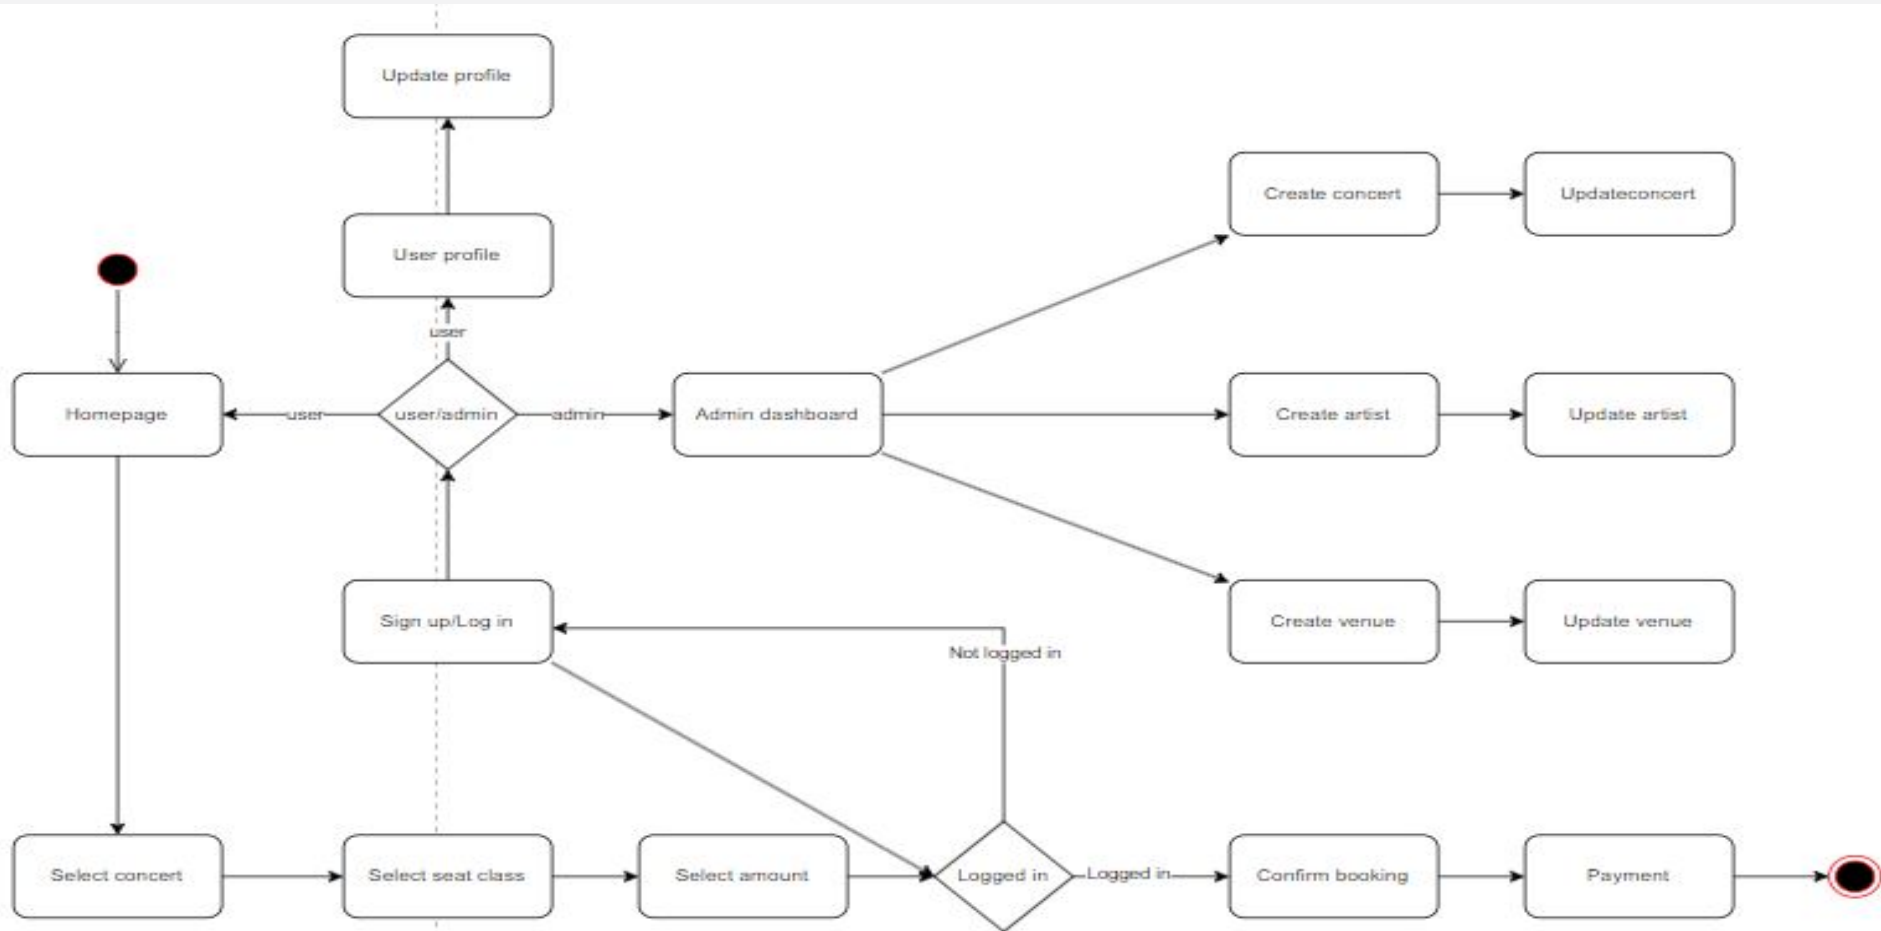 Update profile
Create concert
Updateconcert
User profile
user
Homepage
user
user/admin
admin
Admin dashboard
Create artist
Update artist
Sign up/Log in
Not logged in
Create venue
Update venue
Select concert
Select seat class
Select amount
Logged in
Logged in
Confirm booking
Payment